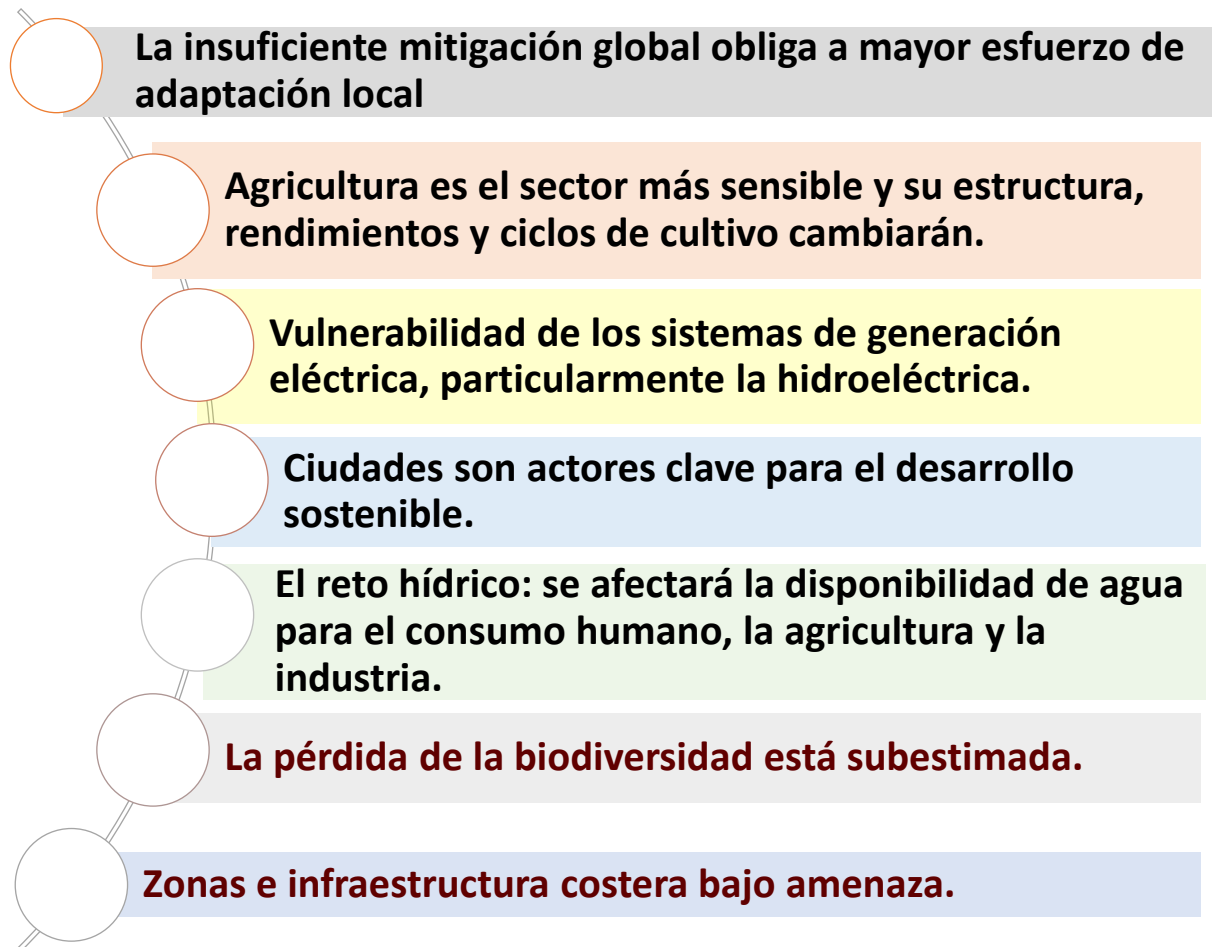 La insuficiente mitigación global obliga a mayor esfuerzo de
adaptación local
Agricultura es el sector más sensible y su estructura,
rendimientos y ciclos de cultivo cambiarán.
Vulnerabilidad de los sistemas de generación
eléctrica, particularmente la hidroeléctrica.
Ciudades son actores clave para el desarrollo
sostenible.
El reto hídrico: se afectará la disponibilidad de agua
para el consumo humano, la agricultura y la
industria.
La pérdida de la biodiversidad está subestimada.
Zonas e infraestructura costera bajo amenaza.